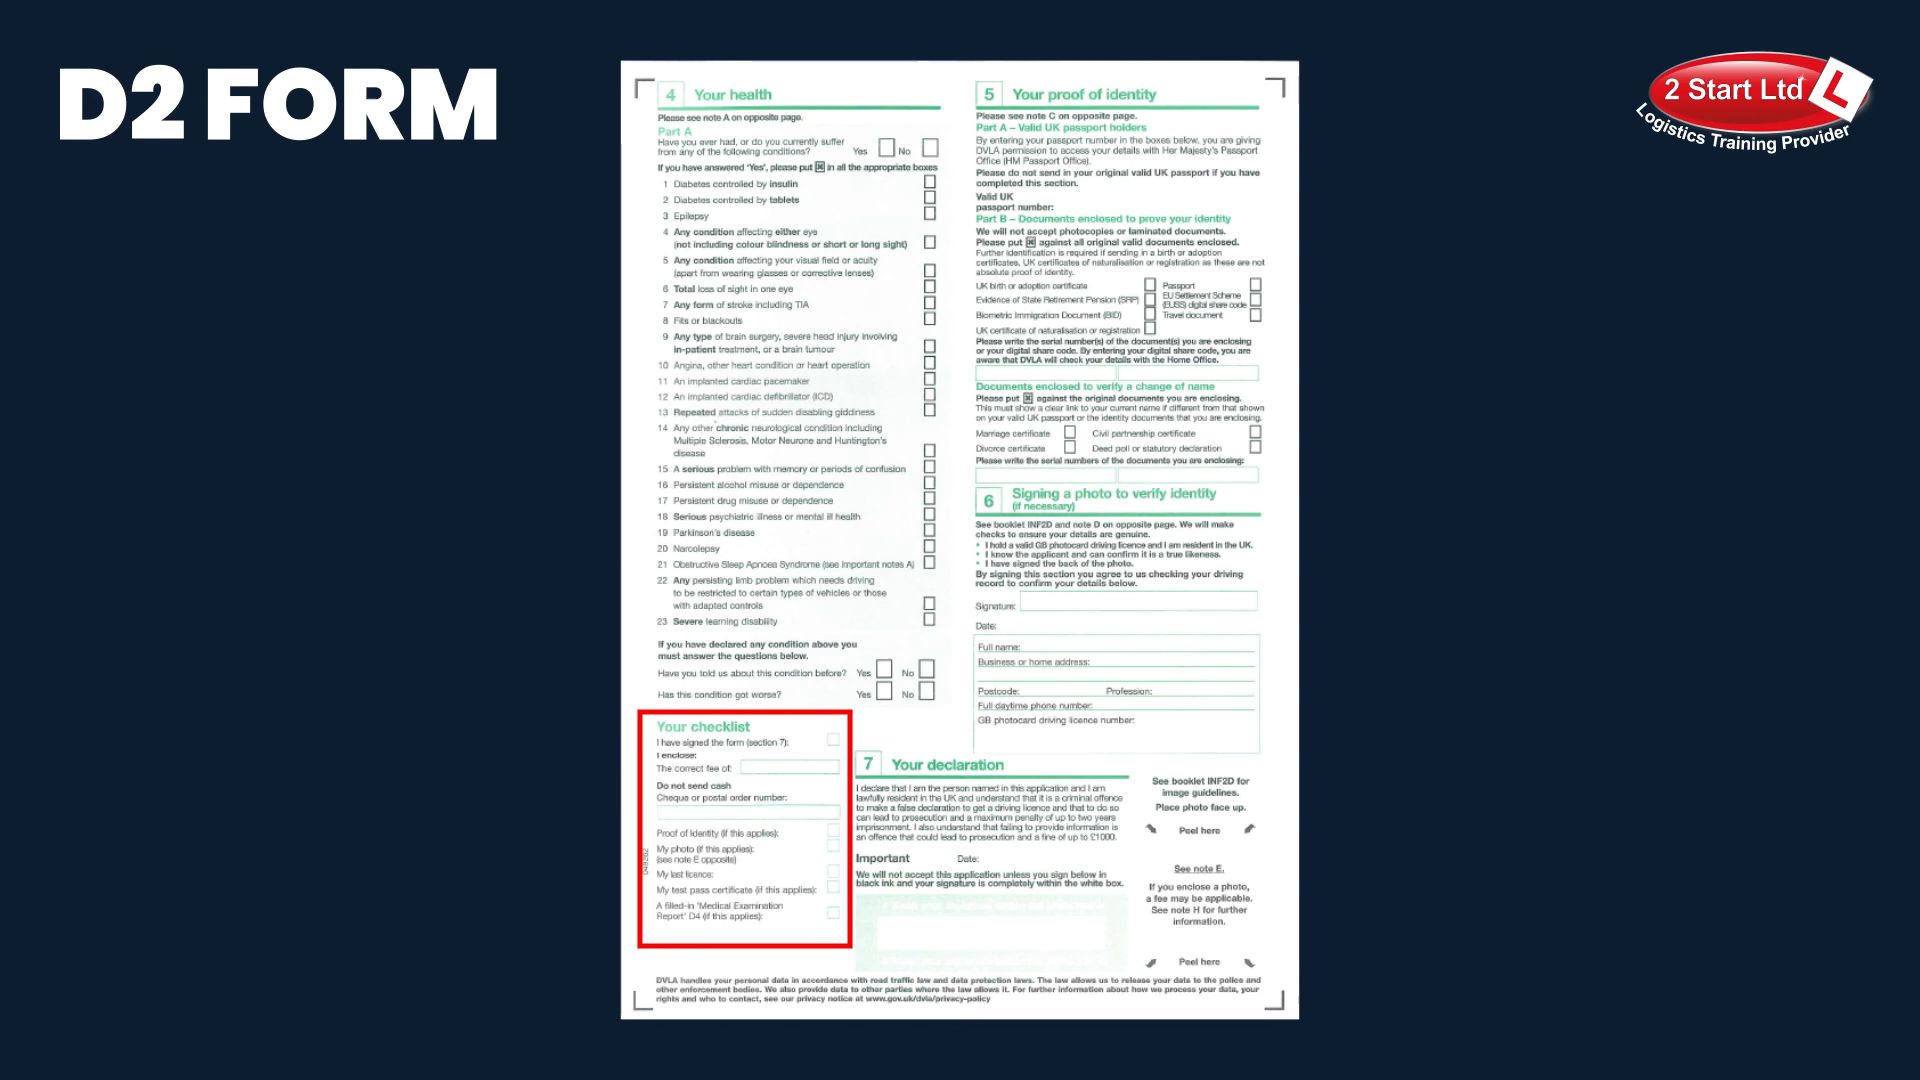 D2 FORM
2 Start Ltd
L
Logistics Training Provider
4 Your health
Please see note A on opposite page.
Part A
Have you ever had, or do you currently suffer
from any of the following conditions? Yes No
If you have answered 'Yes', please put in all the appropriate boxes
1 Diabetes controlled by insulin
2 Diabetes controlled by tablets
3 Epilepsy
4 Any condition affecting either eye
(not including colour blindness or short or long sight)
5 Any condition affecting your visual field or acuity
(apart from wearing glasses or corrective lenses)
6 Total loss of sight in one eye
7 Any form of stroke including TIA
8 Fits or blackouts
9 Any type of brain surgery, severe head injury involving
in-patient treatment, or a brain tumour
10 Angina, other heart condition or heart operation
11 An implanted cardiac pacemaker
12 An implanted cardiac defibrillator (ICD)
13 Repeated attacks of sudden disabling giddiness
14 Any other chronic neurological condition including
Multiple Sclerosis, Motor Neurone and Huntington's
disease
15 A serious problem with memory or periods of confusion
16 Persistent alcohol misuse or dependence
17 Persistent drug misuse or dependence
18 Serious psychiatric illness or mental ill health
19 Parkinson's disease
20 Narcolepsy
21 Obstructive Sleep Apnoea Syndrome (see important notes A)
22 Any persisting limb problem which needs driving
to be restricted to certain types of vehicles or those
with adapted controls
23 Severe learning disability
If you have declared any condition above you
must answer the questions below.
Have you told us about this condition before? Yes No
Has this condition got worse? Yes No
Your checklist
I have signed the form (section 7):
I enclose:
The correct fee of:
Do not send cash
Cheque or postal order number:
Proof of Identity (if this applies):
My photo (if this applies):
(see note E opposite)
My last licence:
My test pass certificate (if this applies):
A filled-in 'Medical Examination
Report' D4 (if this applies):
5 Your proof of identity
Please see note C on opposite page.
Part A – Valid UK passport holders
By entering your passport number in the boxes below, you are giving
DVLA permission to access your details with Her Majesty's Passport
Office (HM Passport Office).
Please do not send in your original valid UK passport if you have
completed this section.
Valid UK
passport number:
Part B – Documents enclosed to prove your identity
We will not accept photocopies or laminated documents.
Please put against all original valid documents enclosed.
Further identification is required if sending in a birth or adoption
certificates, UK certificates of naturalisation or registration as these are not
absolute proof of identity.
UK birth or adoption certificate Passport
Evidence of State Retirement Pension (SRP) EU Settlement Scheme
(EUSS) digital share code
Biometric Immigration Document (BID) Travel document
UK certificate of naturalisation or registration
Please write the serial number(s) of the document(s) you are enclosing
or your digital share code. By entering your digital share code, you are
aware that DVLA will check your details with the Home Office.
Documents enclosed to verify a change of name
Please put against the original documents you are enclosing.
This must show a clear link to your current name if different from that shown
on your valid UK passport or the identity documents that you are enclosing.
Marriage certificate Civil partnership certificate
Divorce certificate Deed poll or statutory declaration
Please write the serial numbers of the documents you are enclosing:
6 Signing a photo to verify identity
(if necessary)
See booklet INF2D and note D on opposite page. We will make
checks to ensure your details are genuine.
• I hold a valid GB photocard driving licence and I am resident in the UK.
• I know the applicant and can confirm it is a true likeness.
• I have signed the back of the photo.
By signing this section you agree to us checking your driving
record to confirm your details below.
Signature:
Date:
Full name:
Business or home address:
Postcode: Profession:
Full daytime phone number:
GB photocard driving licence number:
7 Your declaration
I declare that I am the person named in this application and I am
lawfully resident in the UK and understand that it is a criminal offence
to make a false declaration to get a driving licence and that to do so
can lead to prosecution and a maximum penalty of up to two years
imprisonment. I also understand that failing to provide information is
an offence that could lead to prosecution and a fine of up to £1000.
Important Date:
We will not accept this application unless you sign below in
black ink and your signature is completely within the white box.
See booklet INF2D for
image guidelines.
Place photo face up.
Peel here
See note E.
If you enclose a photo,
a fee may be applicable.
See note H for further
information.
Peel here
DVLA handles your personal data in accordance with road traffic law and data protection laws. The law allows us to release your data to the police and
other enforcement bodies. We also provide data to other parties where the law allows it. For further information about how we process your data, your
rights and who to contact, see our privacy notice at www.gov.uk/dvla/privacy-policy